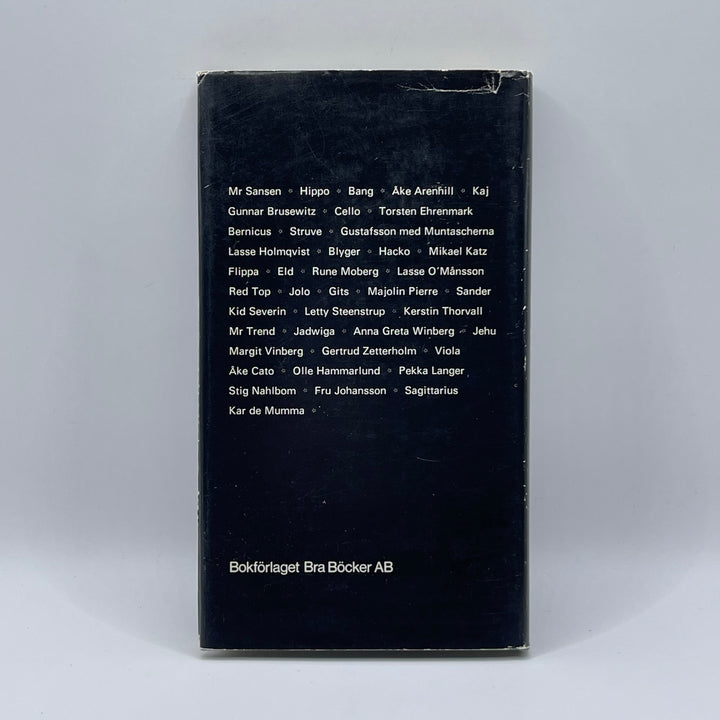 Mr Sansen ◦ Hippo ◦ Bang ◦ Åke Arenhill ◦ Kaj
Gunnar Brusewitz ◦ Cello ◦ Torsten Ehrenmark
Bernicus ◦ Struve ◦ Gustafsson med Muntascherna
Lasse Holmqvist ◦ Blyger ◦ Hacko ◦ Mikael Katz
Flippa ◦ Eld ◦ Rune Moberg ◦ Lasse O'Månsson
Red Top ◦ Jolo ◦ Gits ◦ Majolin Pierre ◦ Sander
Kid Severin ◦ Letty Steenstrup ◦ Kerstin Thorvall
Mr Trend ◦ Jadwiga ◦ Anna Greta Winberg ◦ Jehu
Margit Vinberg ◦ Gertrud Zetterholm ◦ Viola
Åke Cato ◦ Olle Hammarlund ◦ Pekka Langer
Stig Nahlbom ◦ Fru Johansson ◦ Sagittarius
Kar de Mumma ◦
Bokförlaget Bra Böcker AB